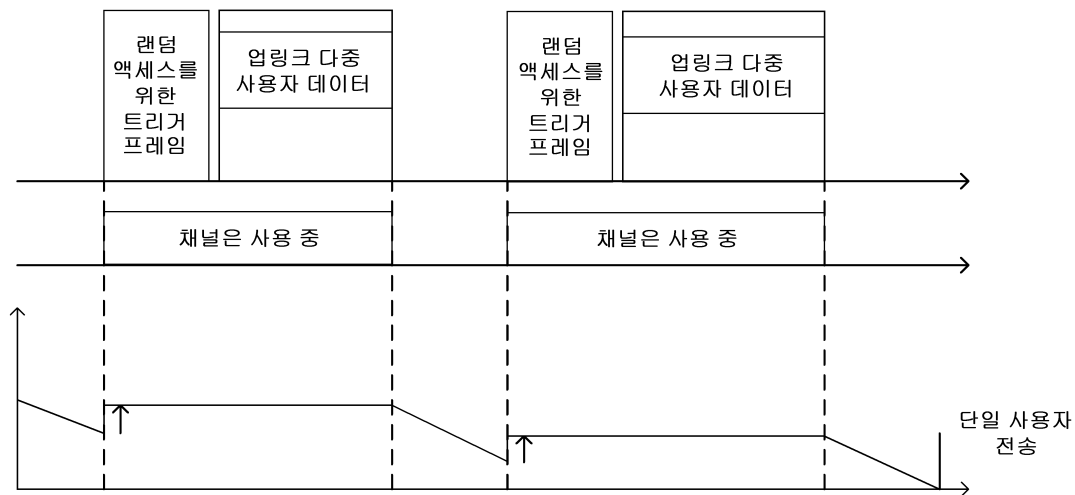 랜덤
액세스를
위한
트리거
프레임
업링크 다중
사용자 데이터
랜덤
액세스를
위한
트리거
프레임
업링크 다중
사용자 데이터
채널은 사용 중
채널은 사용 중
단일 사용자
전송